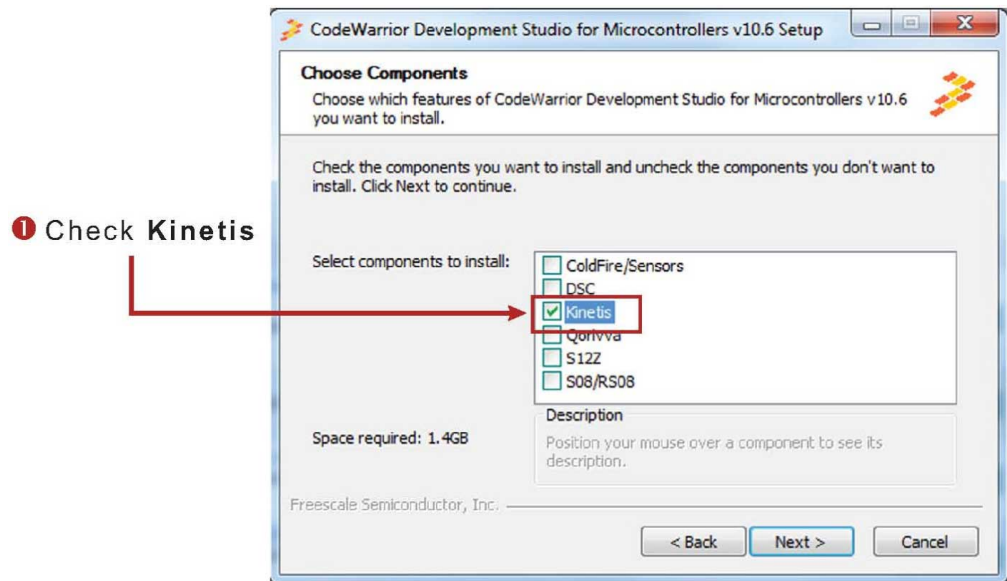 CodeWarrior Development Studio for Microcontrollers v10.6 Setup
Choose Components
Choose which features of CodeWarrior Development Studio for Microcontrollers v10.6
you want to install.
Check the components you want to install and uncheck the components you don't want to
install. Click Next to continue.
❶ Check Kinetis
Select components to install:
ColdFire/Sensors
DSC
Kinetis
Qorivva
S12Z
S08/RS08
Space required: 1.4GB
Description
Position your mouse over a component to see its
description.
Freescale Semiconductor, Inc.
< Back
Next >
Cancel